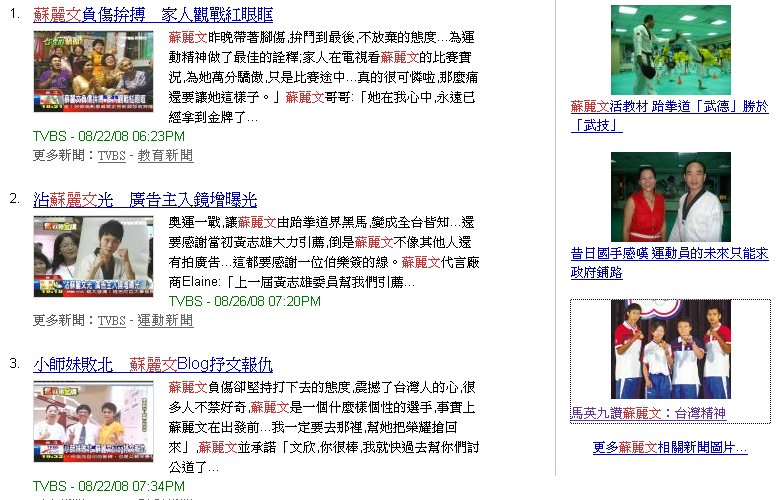 1. 蘇麗文負傷拚搏　家人觀戰紅眼眶
蘇麗文昨晚帶著腳傷,拚鬥到最後,不放棄的態度...為運
動精神做了最佳的詮釋;家人在電視看蘇麗文的比賽實
況,為她萬分驕傲,只是比賽途中...真的很可憐啦,那麼痛
還要讓她這樣子。」蘇麗文哥哥:「她在我心中,永遠已
經拿到金牌了...
TVBS - 08/22/08 06:23PM
更多新聞：TVBS - 教育新聞
2. 沾蘇麗文光　廣告主入鏡增曝光
奧運一戰,讓蘇麗文由跆拳道界黑馬,變成全台皆知...還
要感謝當初黃志雄大力引薦,倒是蘇麗文不像其他人還
有拍廣告...這都要感謝一位伯樂簽的線。蘇麗文代言廠
商Elaine:「上一屆黃志雄委員幫我們引薦...
TVBS - 08/26/08 07:20PM
更多新聞：TVBS - 運動新聞
3. 小師妹敗北　蘇麗文Blog抒文報仇
蘇麗文負傷卻堅持打下去的態度,震撼了台灣人的心,很
多人不禁好奇,蘇麗文是一個什麼樣個性的選手,事實上
蘇麗文在出發前...我一定要去那裡,幫她把榮耀搶回
來」,蘇麗文並承諾「文欣,你很棒,我就快過去幫你們討
公道了...
TVBS - 08/22/08 07:34PM
蘇麗文活教材 跆拳道「武德」勝於
「武技」
昔日國手感嘆 運動員的未來只能求
政府鋪路
馬英九讚蘇麗文：台灣精神
更多蘇麗文相關新聞圖片...